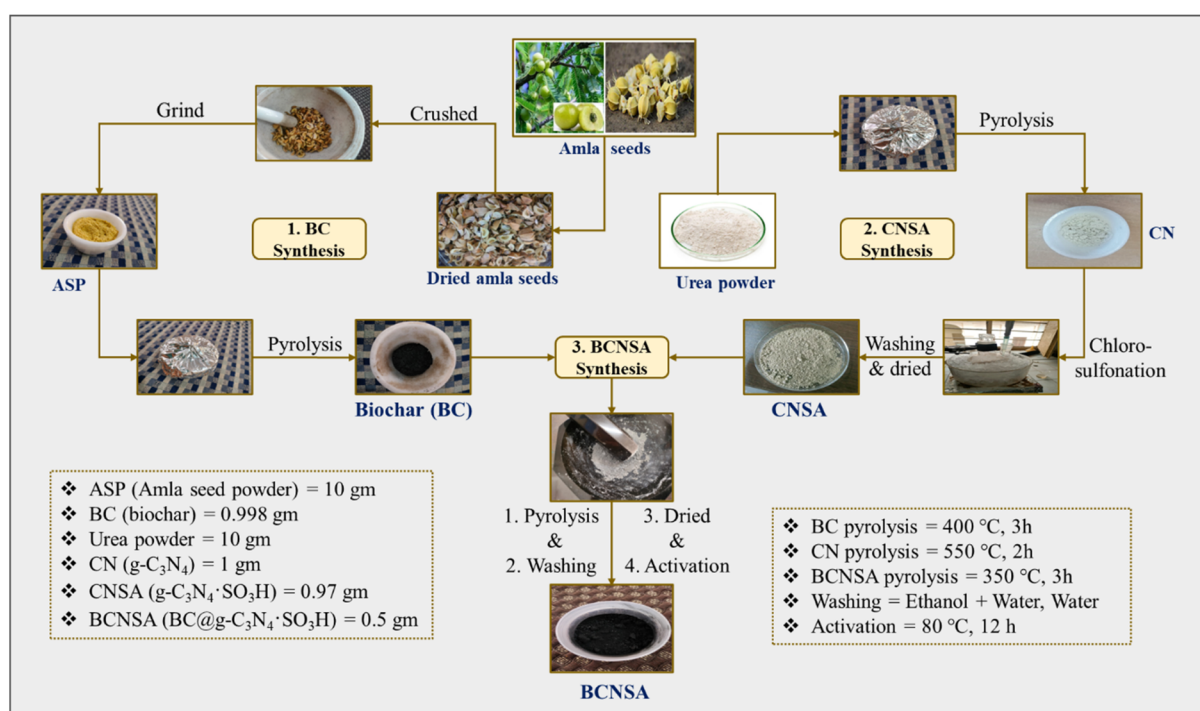 Amla seeds
Crushed
Grind
Dried amla seeds
1. BC
Synthesis
ASP
Pyrolysis
Biochar (BC)
Urea powder
Pyrolysis
2. CNSA
Synthesis
CN
Chloro-
sulfonation
Washing
& dried
CNSA
3. BCNSA
Synthesis
1. Pyrolysis
&
2. Washing
3. Dried
&
4. Activation
BCNSA
❖ ASP (Amla seed powder) = 10 gm
❖ BC (biochar) = 0.998 gm
❖ Urea powder = 10 gm
❖ CN (g-C₃N₄) = 1 gm
❖ CNSA (g-C₃N₄·SO₃H) = 0.97 gm
❖ BCNSA (BC@g-C₃N₄·SO₃H) = 0.5 gm
❖ BC pyrolysis = 400 °C, 3h
❖ CN pyrolysis = 550 °C, 2h
❖ BCNSA pyrolysis = 350 °C, 3h
❖ Washing = Ethanol + Water, Water
❖ Activation = 80 °C, 12 h